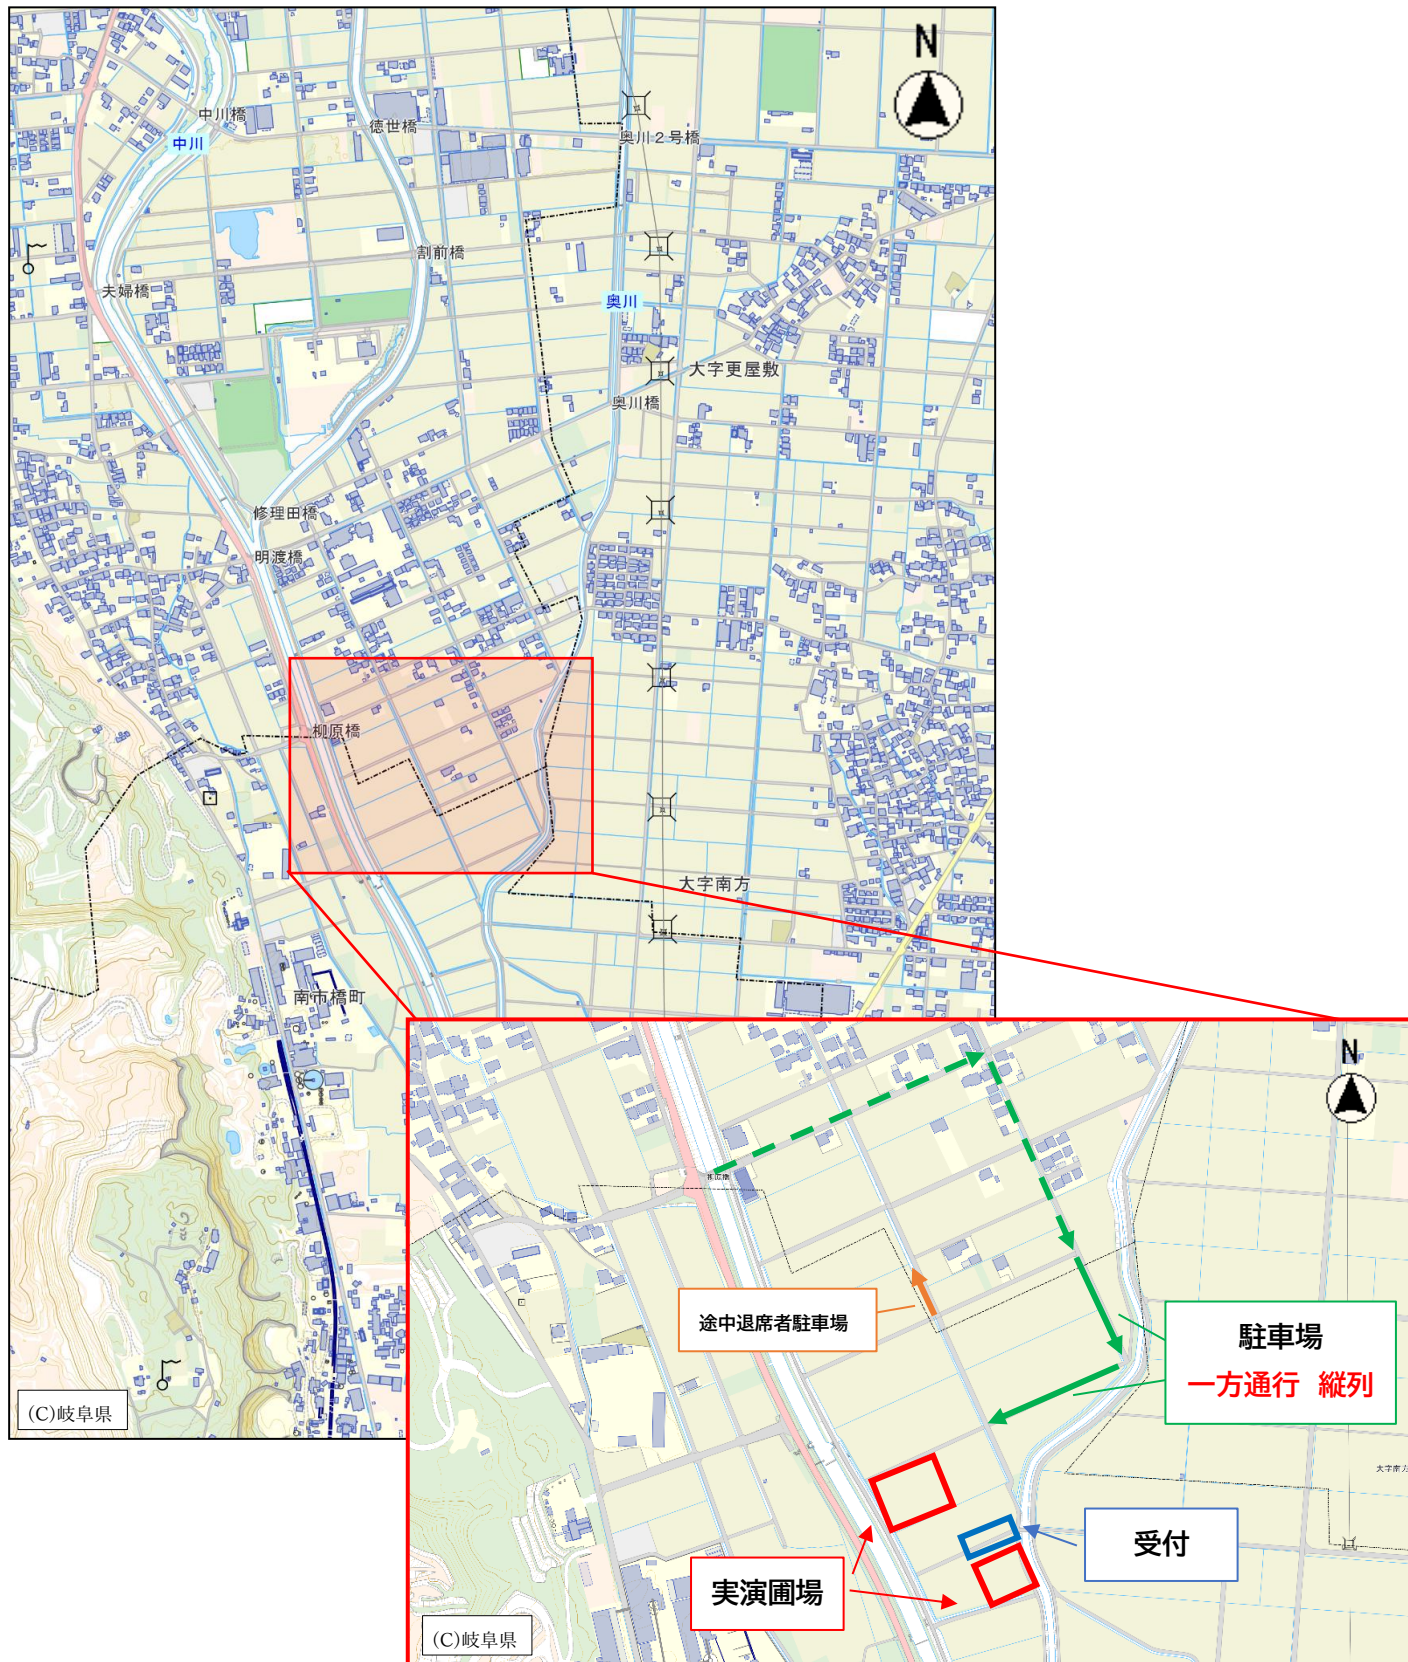 N
中川橋
中川
徳世橋
奥川2号橋
割前橋
夫婦橋
奥川
大字更屋敷
奥川橋
修理田橋
明渡橋
柳原橋
大字南方
南市橋町
(C)岐阜県
N
途中退席者駐車場
駐車場
一方通行 縦列
大字南方
受付
実演圃場
(C)岐阜県